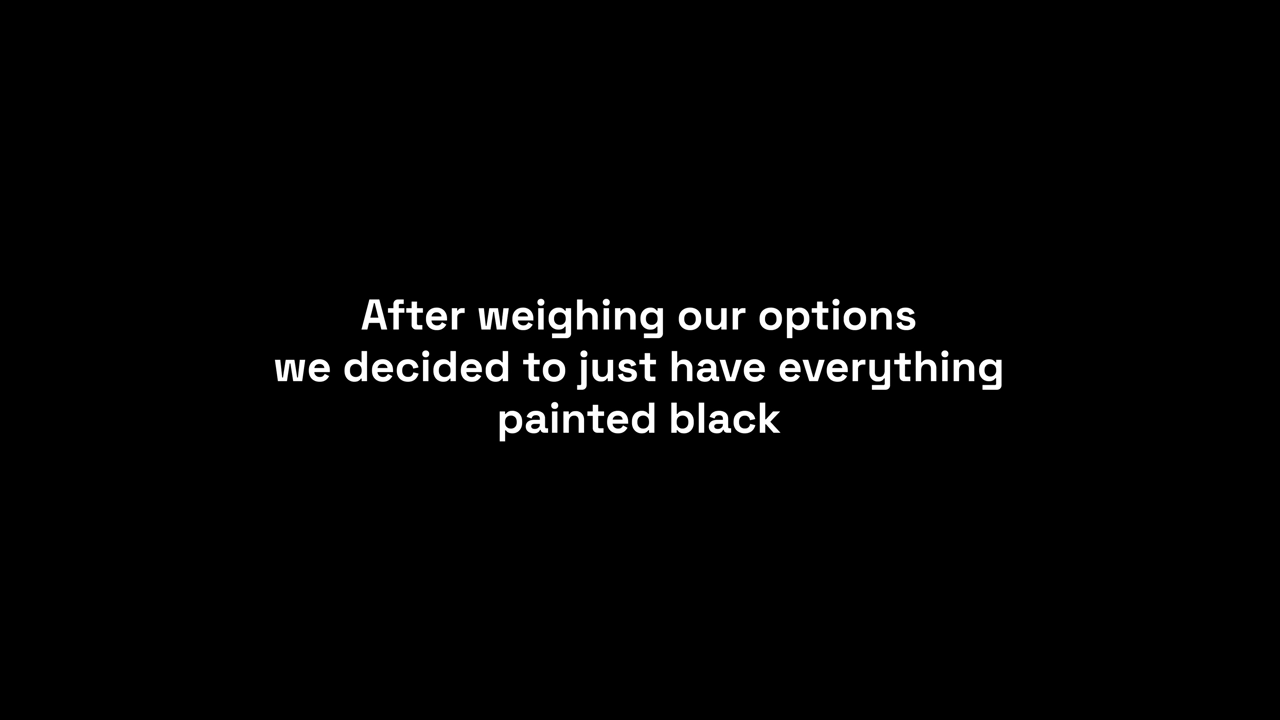 After weighing our options
we decided to just have everything
painted black